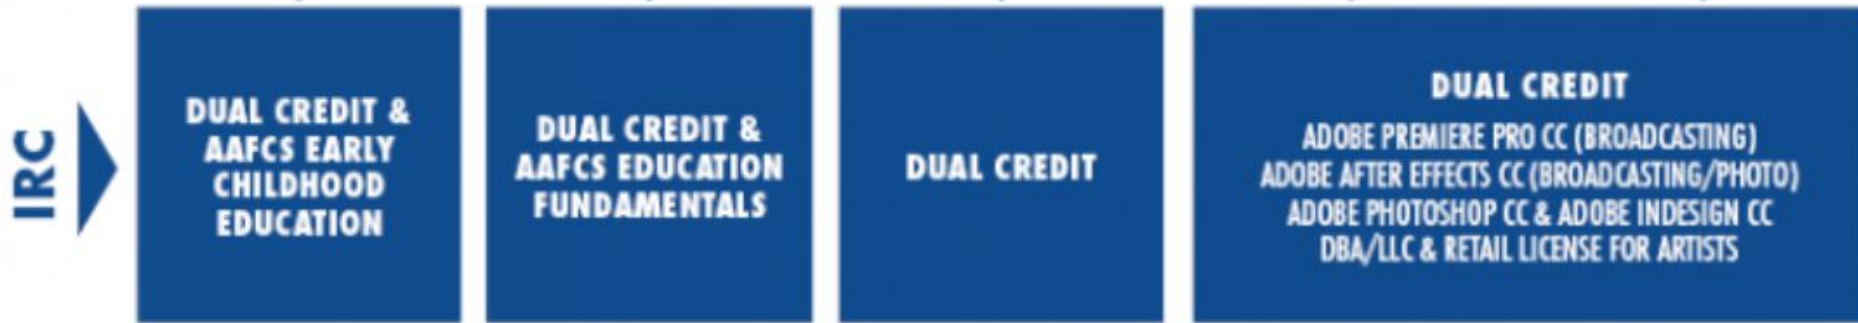 IRC
DUAL CREDIT &
AAFCS EARLY
CHILDHOOD
EDUCATION
DUAL CREDIT &
AAFCS EDUCATION
FUNDAMENTALS
DUAL CREDIT
DUAL CREDIT
ADOBE PREMIERE PRO CC (BROADCASTING)
ADOBE AFTER EFFECTS CC (BROADCASTING/PHOTO)
ADOBE PHOTOSHOP CC & ADOBE INDESIGN CC
DBA/LLC & RETAIL LICENSE FOR ARTISTS